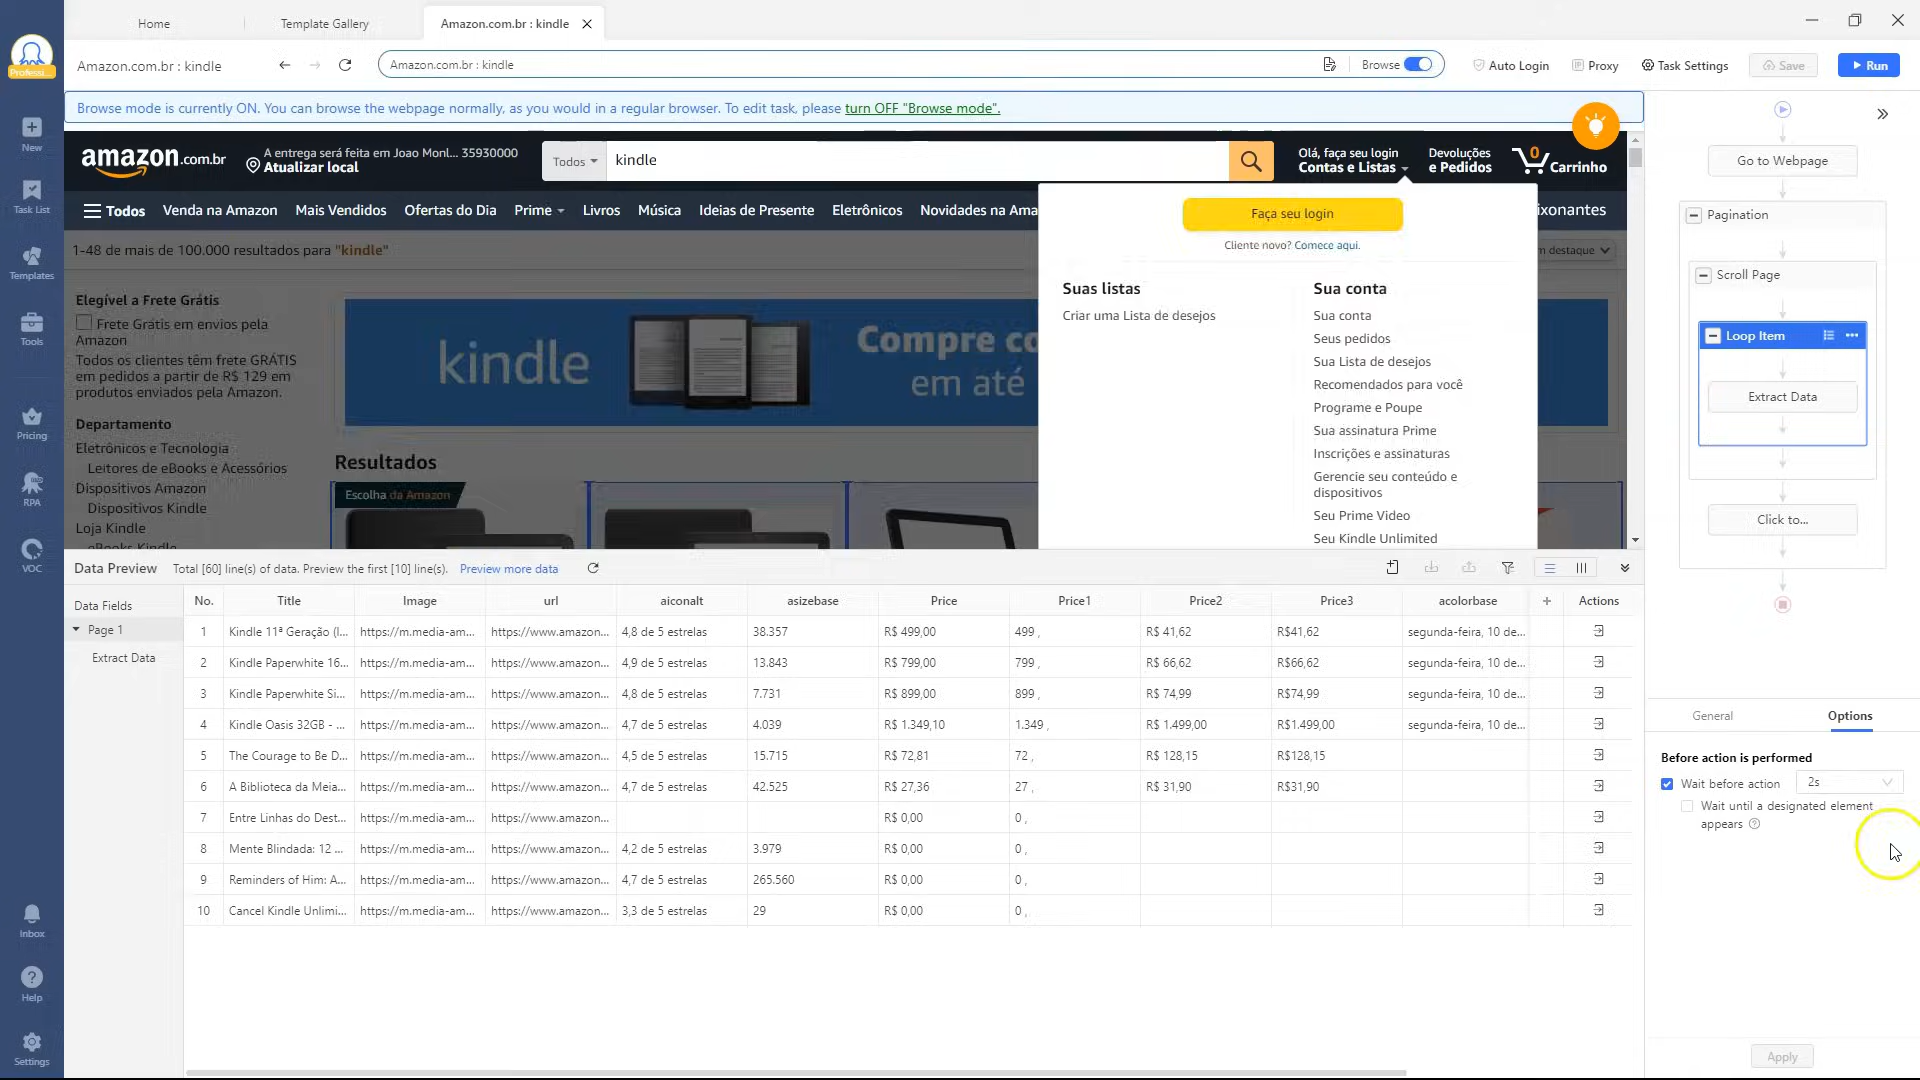 Home
Template Gallery
Amazon.com.br : kindle
Amazon.com.br : kindle
Amazon.com.br : kindle
Browse
Auto Login
Proxy
Task Settings
Save
Run
Browse mode is currently ON. You can browse the webpage normally, as you would in a regular browser. To edit task, please turn OFF "Browse mode".
New
Task List
Templates
Tools
Pricing
RPA
VOC
Inbox
Help
Settings
amazon.com.br
A entrega será feita em Joao Monl... 35930000
Atualizar local
Todos
kindle
Olá, faça seu login
Contas e Listas
Devoluções
e Pedidos
0
Carrinho
Todos Venda na Amazon Mais Vendidos Ofertas do Dia Prime Livros Música Ideias de Presente Eletrônicos Novidades na Ama
ixonantes
1-48 de mais de 100.000 resultados para "kindle"
m destaque
Elegível a Frete Grátis
Frete Grátis em envios pela
Amazon
Todos os clientes têm frete GRÁTIS
em pedidos a partir de R$ 129 em
produtos enviados pela Amazon.
Departamento
Eletrônicos e Tecnologia
Leitores de eBooks e Acessórios
Dispositivos Amazon
Dispositivos Kindle
Loja Kindle
eBooks Kindle
kindle
Compre co
em até
Resultados
Escolha da Amazon
Faça seu login
Cliente novo? Comece aqui.
Suas listas
Criar uma Lista de desejos
Sua conta
Sua conta
Seus pedidos
Sua Lista de desejos
Recomendados para você
Programe e Poupe
Sua assinatura Prime
Inscrições e assinaturas
Gerencie seu conteúdo e
dispositivos
Seu Prime Video
Seu Kindle Unlimited
Go to Webpage
Pagination
Scroll Page
Loop Item
Extract Data
Click to...
Data Preview Total [60] line(s) of data. Preview the first [10] line(s). Preview more data
Data Fields
Page 1
Extract Data
No. Title Image url aiconalt asizebase Price Price1 Price2 Price3 acolorbase + Actions
1 Kindle 11ª Geração (l... https://m.media-am... https://www.amazon... 4,8 de 5 estrelas 38.357 R$ 499,00 499 , R$ 41,62 R$41,62 segunda-feira, 10 de...
2 Kindle Paperwhite 16... https://m.media-am... https://www.amazon... 4,9 de 5 estrelas 13.843 R$ 799,00 799 , R$ 66,62 R$66,62 segunda-feira, 10 de...
3 Kindle Paperwhite Si... https://m.media-am... https://www.amazon... 4,8 de 5 estrelas 7.731 R$ 899,00 899 , R$ 74,99 R$74,99 segunda-feira, 10 de...
4 Kindle Oasis 32GB - ... https://m.media-am... https://www.amazon... 4,7 de 5 estrelas 4.039 R$ 1.349,10 1.349 , R$ 1.499,00 R$1.499,00 segunda-feira, 10 de...
5 The Courage to Be D... https://m.media-am... https://www.amazon... 4,5 de 5 estrelas 15.715 R$ 72,81 72 , R$ 128,15 R$128,15
6 A Biblioteca da Meia... https://m.media-am... https://www.amazon... 4,7 de 5 estrelas 42.525 R$ 27,36 27 , R$ 31,90 R$31,90
7 Entre Linhas do Dest... https://m.media-am... https://www.amazon... R$ 0,00 0 ,
8 Mente Blindada: 12 ... https://m.media-am... https://www.amazon... 4,2 de 5 estrelas 3.979 R$ 0,00 0 ,
9 Reminders of Him: A... https://m.media-am... https://www.amazon... 4,7 de 5 estrelas 265.560 R$ 0,00 0 ,
10 Cancel Kindle Unlimi... https://m.media-am... https://www.amazon... 3,3 de 5 estrelas 29 R$ 0,00 0 ,
General
Options
Before action is performed
Wait before action 2s
Wait until a designated element
appears
Apply